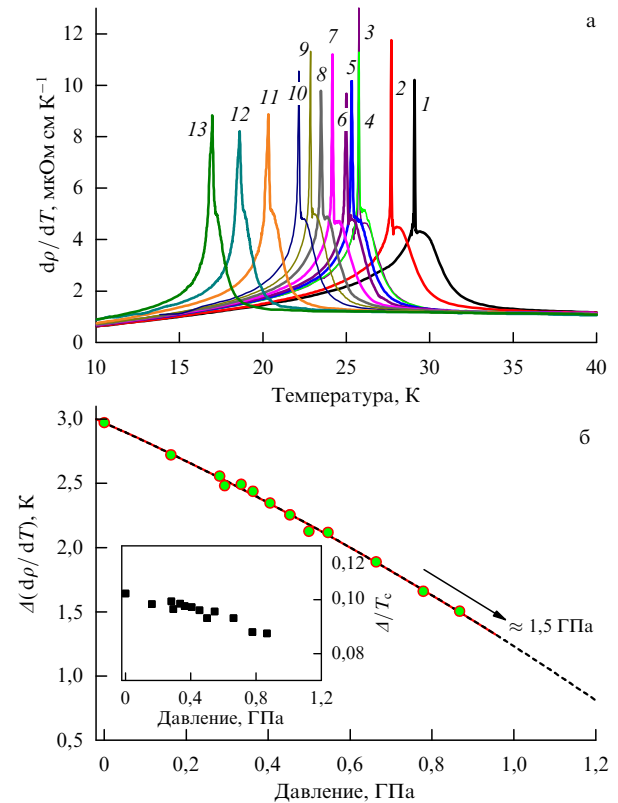 а
dρ/dT, мкОм см К⁻¹
12
10
8
6
4
2
0
1
2
3
4
5
6
7
8
9
10
11
12
13
10 15 20 25 30 35 40
Температура, К
б
Δ(dρ/dT), К
3,0
2,5
2,0
1,5
1,0
0,5
0,12
0,10
0,08
Δ/Tc
0 0,4 0,8 1,2
Давление, ГПа
≈ 1,5 ГПа
0 0,2 0,4 0,6 0,8 1,0 1,2
Давление, ГПа